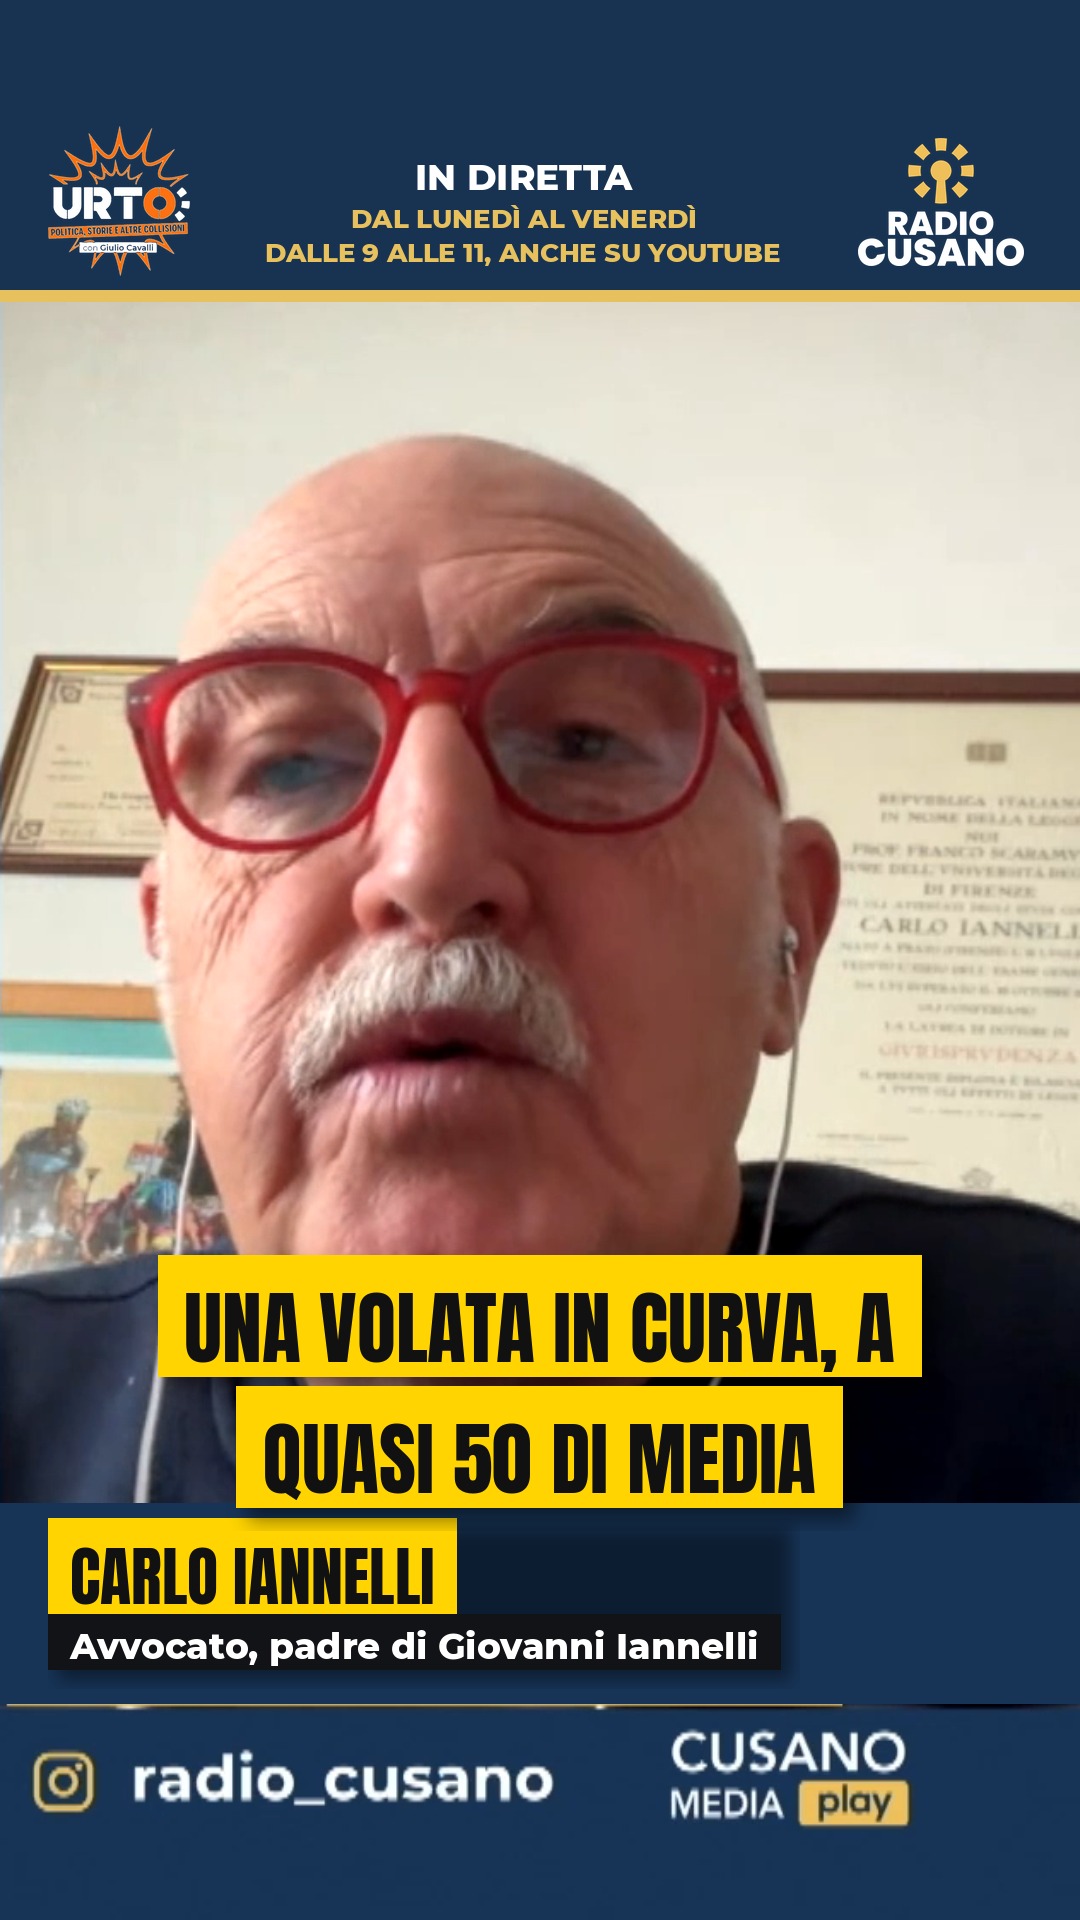 URTO
POLITICA, STORIE E ALTRE COLLISIONI
con Giulio Cavalli
IN DIRETTA
DAL LUNEDÌ AL VENERDÌ
DALLE 9 ALLE 11, ANCHE SU YOUTUBE
RADIO
CUSANO
REPVBBLICA ITALIANA
IN NOME DELLA LEGGE
NOI
PROF. FRANCO SCARAMV
DI FIRENZE
CARLO IANNELLI
LA LAVREA DI DOTTORE IN
GIVRISPRVDENZA
UNA VOLATA IN CURVA, A
QUASI 50 DI MEDIA
CARLO IANNELLI
Avvocato, padre di Giovanni Iannelli
radio_cusano
CUSANO
MEDIA play